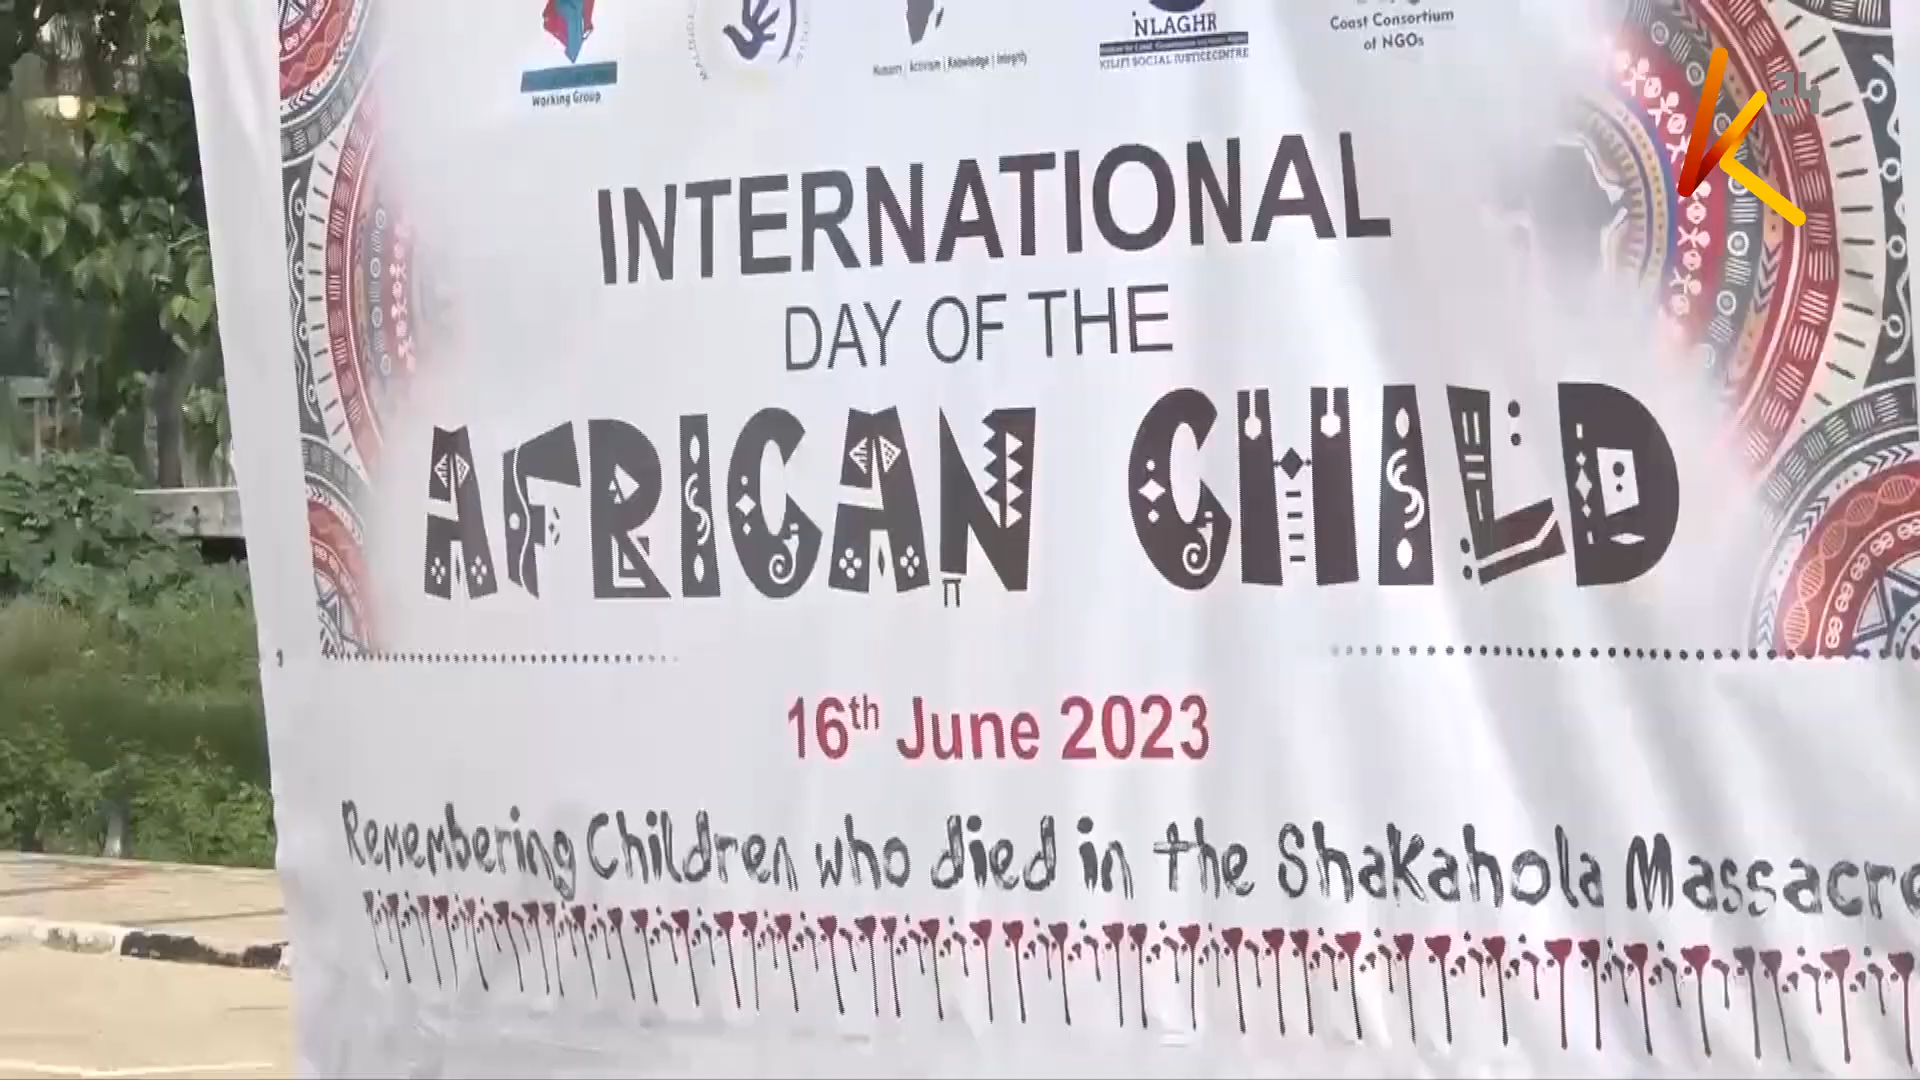 Working Group
Humanity | Activism | Knowledge | Integrity
NLAGHR
KILIFI SOCIAL JUSTICE CENTRE
Coast Consortium
of NGOs
24
INTERNATIONAL
DAY OF THE
AFRICAN CHILD
16th June 2023
Remembering Children who died in the Shakahola Massacre